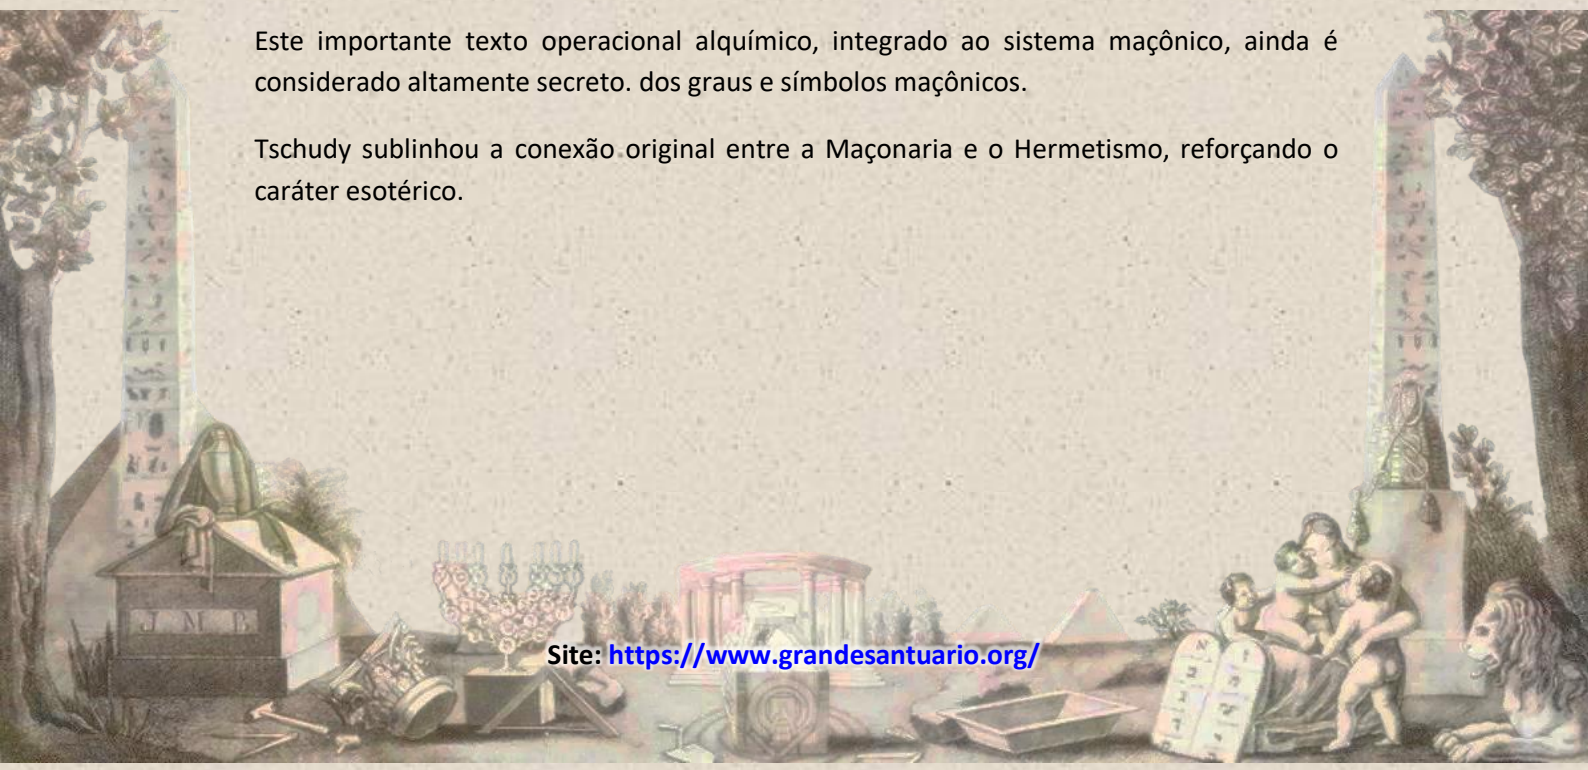 Este importante texto operacional alquímico, integrado ao sistema maçônico, ainda é
considerado altamente secreto. dos graus e símbolos maçônicos.
Tschudy sublinhou a conexão original entre a Maçonaria e o Hermetismo, reforçando o
caráter esotérico.
J M B
Site: https://www.grandesantuario.org/